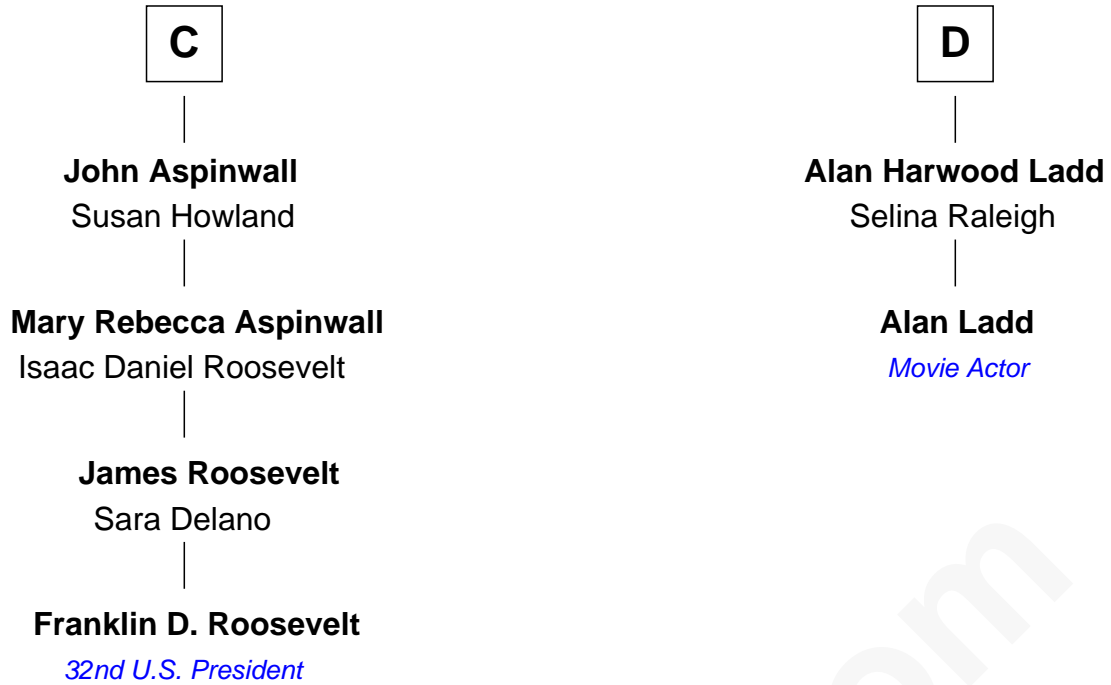 C
John Aspinwall
Susan Howland
Mary Rebecca Aspinwall
Isaac Daniel Roosevelt
James Roosevelt
Sara Delano
Franklin D. Roosevelt
32nd U.S. President
D
Alan Harwood Ladd
Selina Raleigh
Alan Ladd
Movie Actor
om